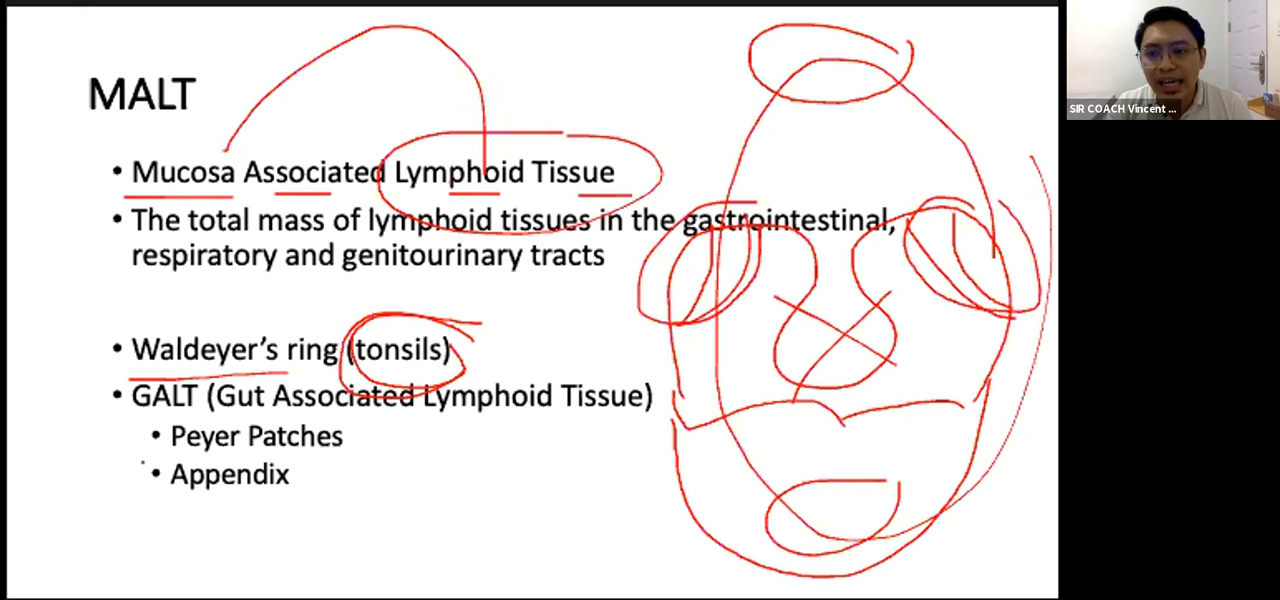 MALT
• Mucosa Associated Lymphoid Tissue
• The total mass of lymphoid tissues in the gastrointestinal,
respiratory and genitourinary tracts
• Waldeyer's ring (tonsils)
• GALT (Gut Associated Lymphoid Tissue)
• Peyer Patches
• Appendix
SIR COACH Vincent ...